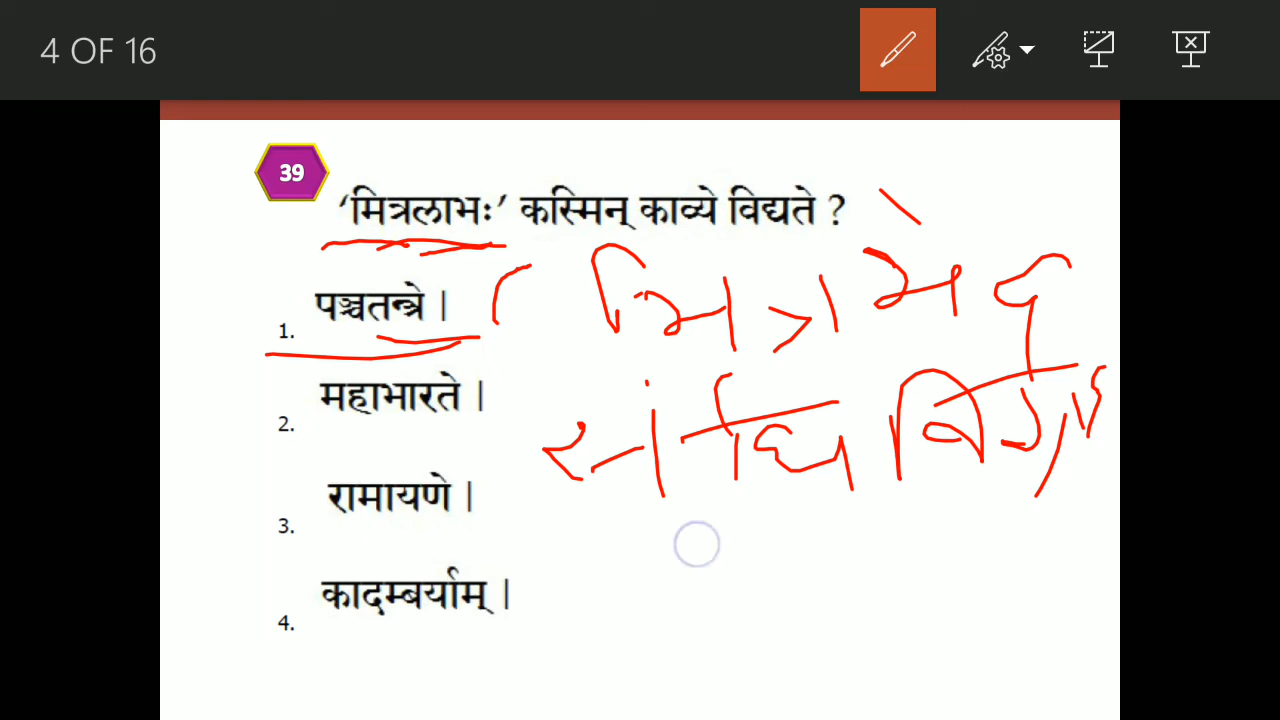 4 OF 16
39
'मित्रलाभः' कस्मिन् काव्ये विद्यते ?
1. पञ्चतन्त्रे |
मित्रभेद
2. महाभारते |
संधि
3. रामायणे |
4. कादम्बर्याम् |